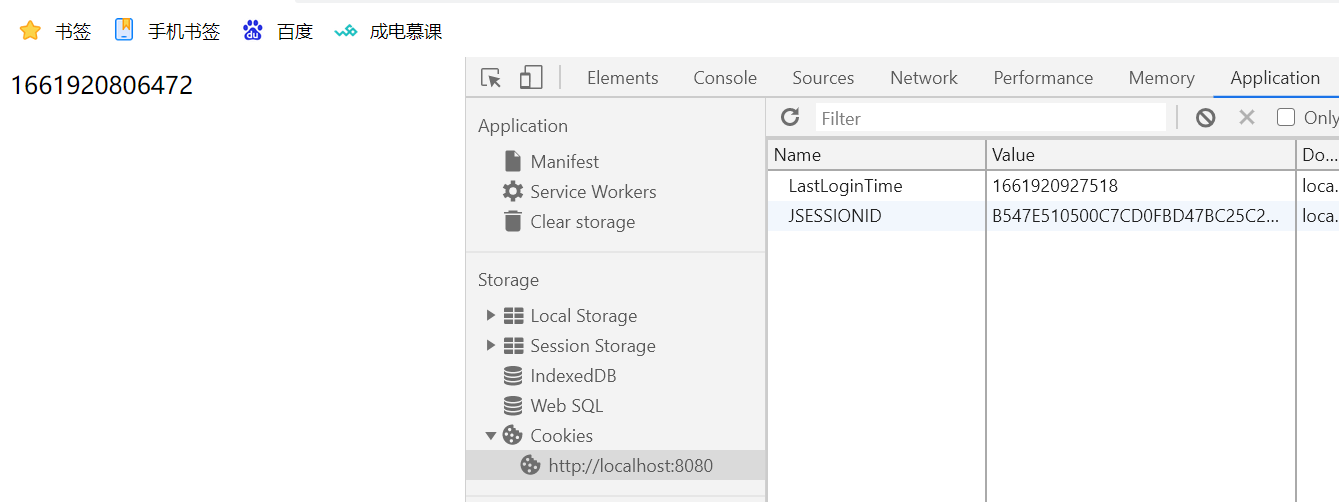 书签 手机书签 百度 成电慕课
1661920806472
Elements Console Sources Network Performance Memory Application
Application
Manifest
Service Workers
Clear storage
Storage
Local Storage
Session Storage
IndexedDB
Web SQL
Cookies
http://localhost:8080
Filter Only
Name Value Do...
LastLoginTime 1661920927518 loca.
JSESSIONID B547E510500C7CD0FBD47BC25C2... loca.